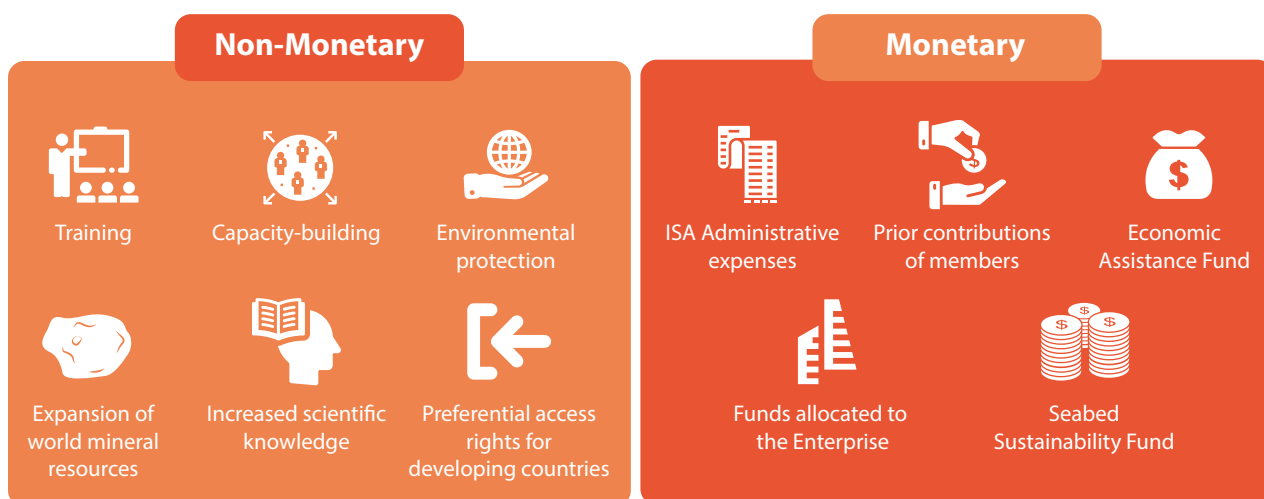 Non-Monetary
Training
Capacity-building
Environmental
protection
Expansion of
world mineral
resources
Increased scientific
knowledge
Preferential access
rights for
developing countries
Monetary
ISA Administrative
expenses
Prior contributions
of members
$
Economic
Assistance Fund
$
Funds allocated to
the Enterprise
$
$
$
Seabed
Sustainability Fund